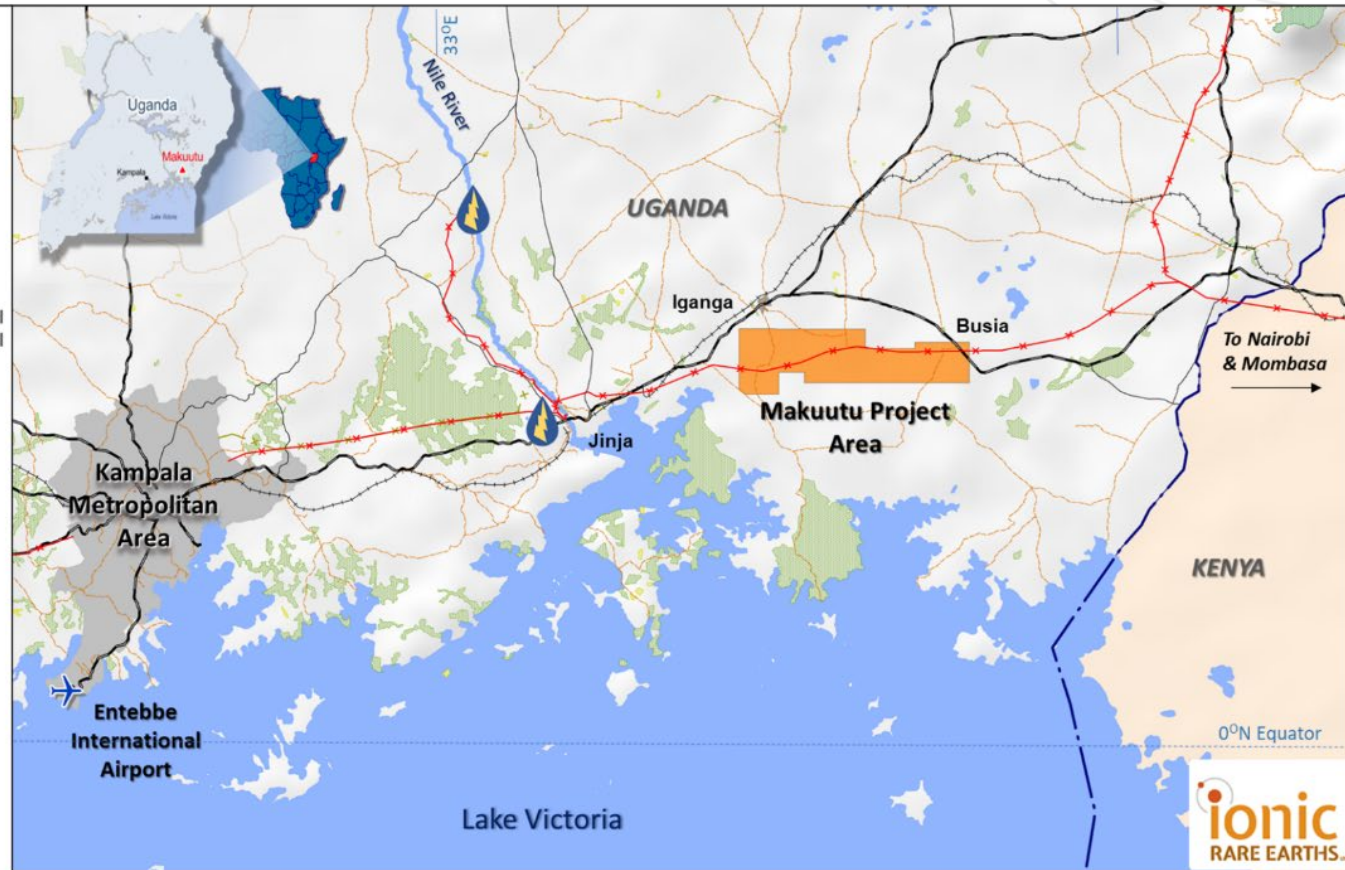 Uganda
Makuutu
Kampala
Lake Victoria
33°E
Nile River
UGANDA
Iganga
Busia
To Nairobi
& Mombasa
Makuutu Project
Area
Jinja
Kampala
Metropolitan
Area
KENYA
Entebbe
International
Airport
0°N Equator
Lake Victoria
ionic
RARE EARTHS